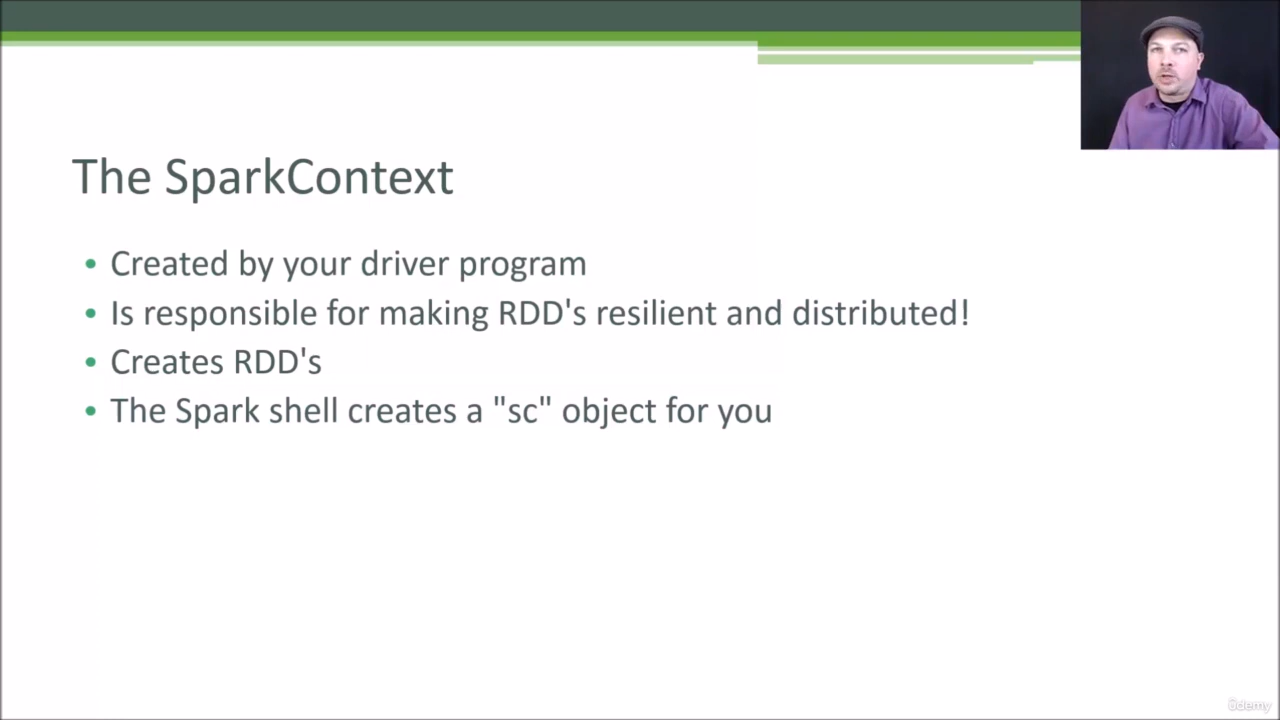 The SparkContext
• Created by your driver program
• Is responsible for making RDD's resilient and distributed!
• Creates RDD's
• The Spark shell creates a "sc" object for you
ûdemy